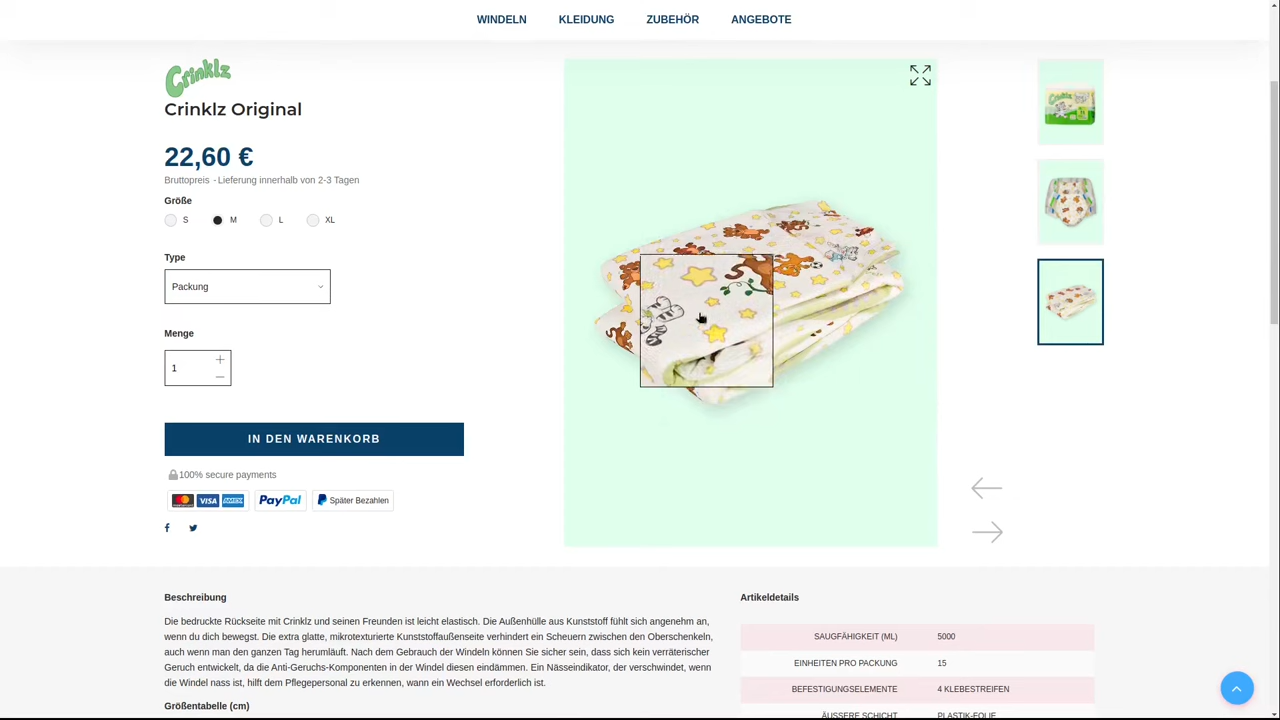 WINDELN KLEIDUNG ZUBEHÖR ANGEBOTE
Crinklz
Crinklz Original
22,60 €
Bruttopreis - Lieferung innerhalb von 2-3 Tagen
Größe
S M L XL
Type
Packung
Menge
1
IN DEN WARENKORB
100% secure payments
VISA AMEX PayPal Später Bezahlen
Beschreibung
Die bedruckte Rückseite mit Crinklz und seinen Freunden ist leicht elastisch. Die Außenhülle aus Kunststoff fühlt sich angenehm an,
wenn du dich bewegst. Die extra glatte, mikrotexturierte Kunststoffaußenseite verhindert ein Scheuern zwischen den Oberschenkeln,
auch wenn man den ganzen Tag herumläuft. Nach dem Gebrauch der Windeln können Sie sicher sein, dass sich kein verräterischer
Geruch entwickelt, da die Anti-Geruchs-Komponenten in der Windel diesen eindämmen. Ein Nässeindikator, der verschwindet, wenn
die Windel nass ist, hilft dem Pflegepersonal zu erkennen, wann ein Wechsel erforderlich ist.
Größentabelle (cm)
Artikeldetails
SAUGFÄHIGKEIT (ML) 5000
EINHEITEN PRO PACKUNG 15
BEFESTIGUNGSELEMENTE 4 KLEBESTREIFEN
ÄUSSERE SCHICHT PLASTIK-FOLIE